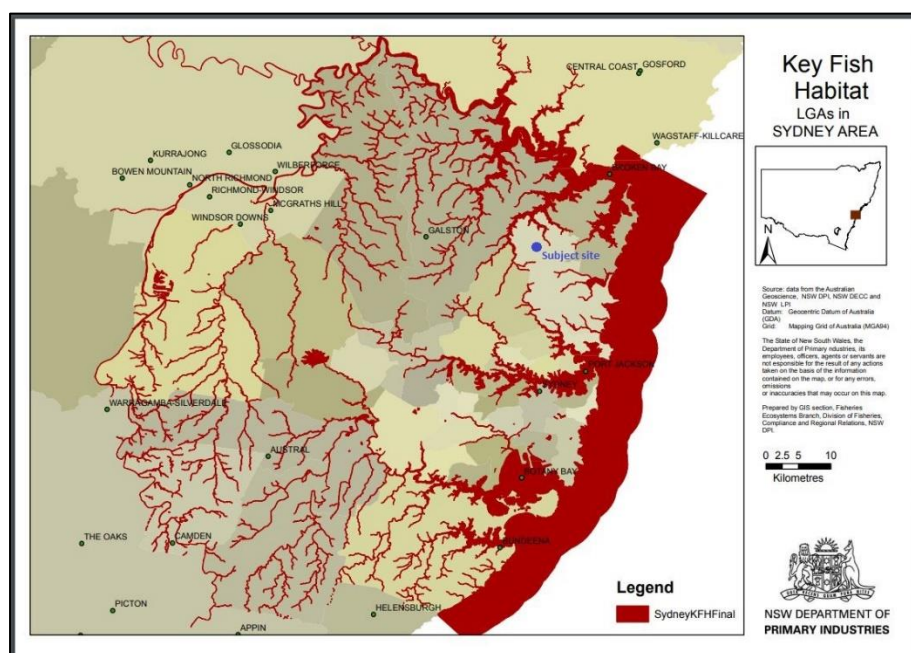 Key Fish
Habitat
LGAs in
SYDNEY AREA
CENTRAL COAST
GOSFORD
WAGSTAFF-KILLCARE
GLOSSODIA
KURRAJONG
WILBERFORCE
BOWEN MOUNTAIN
NORTH RICHMOND
RICHMOND-WINDSOR
MCGRATHS HILL
WINDSOR DOWNS
BROKEN BAY
GALSTON
Subject site
PORT JACKSON
SYDNEY
WARRAGAMBA-SILVERDALE
AUSTRAL
BOTANY BAY
THE OAKS
CAMDEN
BUNDEENA
PICTON
HELENSBURGH
APPIN
Legend
SydneyKFHFinal
N
Source: data from the Australian
Geoscience, NSW DPI, NSW DECC and
NSW LPI
Datum: Geocentric Datum of Australia
(GDA)
Grid: Mapping Grid of Australia (MGA94)
The State of New South Wales, the
Department of Primary Industries, its
employees, officers, agents or servants are
not responsible for the result of any actions
taken on the basis of the information
contained on the map, or for any errors,
omissions
or inaccuracies that may occur on this map.
Prepared by GIS section, Fisheries
Ecosystems Branch, Division of Fisheries,
Compliance and Regional Relations, NSW
DPI.
0 2.5 5 10
Kilometres
NSW DEPARTMENT OF
PRIMARY INDUSTRIES